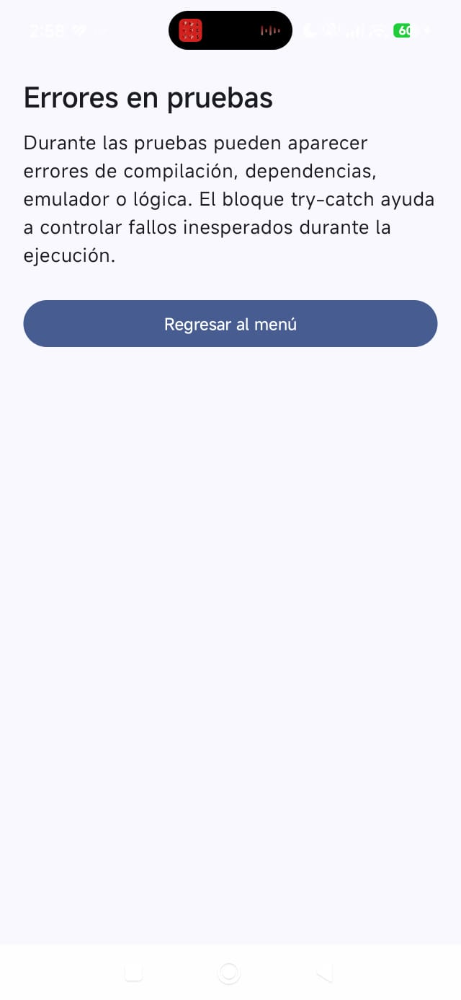 2:58
60
Errores en pruebas
Durante las pruebas pueden aparecer
errores de compilación, dependencias,
emulador o lógica. El bloque try-catch ayuda
a controlar fallos inesperados durante la
ejecución.
Regresar al menú